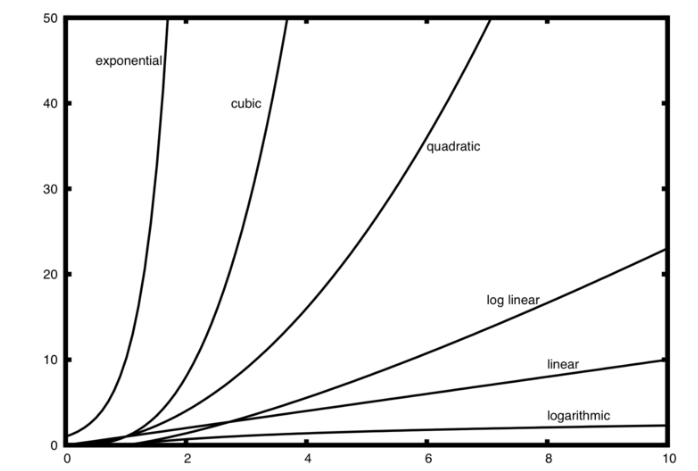 50
exponential
40
cubic
quadratic
30
20
log linear
10
linear
logarithmic
0
0 2 4 6 8 10